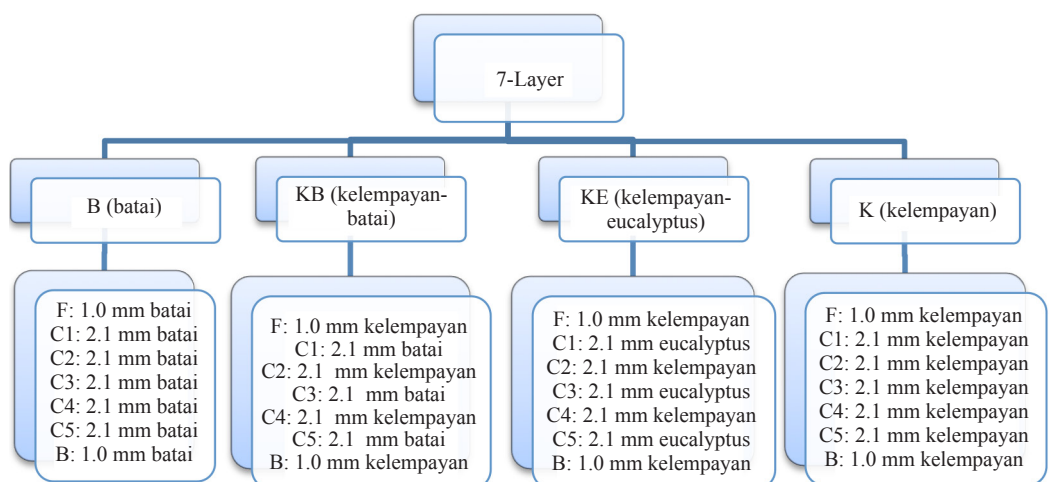 7-Layer
B (batai)
KB (kelempayan-
batai)
KE (kelempayan-
eucalyptus)
K (kelempayan)
F: 1.0 mm batai
C1: 2.1 mm batai
C2: 2.1 mm batai
C3: 2.1 mm batai
C4: 2.1 mm batai
C5: 2.1 mm batai
B: 1.0 mm batai
F: 1.0 mm kelempayan
C1: 2.1 mm batai
C2: 2.1 mm kelempayan
C3: 2.1 mm batai
C4: 2.1 mm kelempayan
C5: 2.1 mm batai
B: 1.0 mm kelempayan
F: 1.0 mm kelempayan
C1: 2.1 mm eucalyptus
C2: 2.1 mm kelempayan
C3: 2.1 mm eucalyptus
C4: 2.1 mm kelempayan
C5: 2.1 mm eucalyptus
B: 1.0 mm kelempayan
F: 1.0 mm kelempayan
C1: 2.1 mm kelempayan
C2: 2.1 mm kelempayan
C3: 2.1 mm kelempayan
C4: 2.1 mm kelempayan
C5: 2.1 mm kelempayan
B: 1.0 mm kelempayan